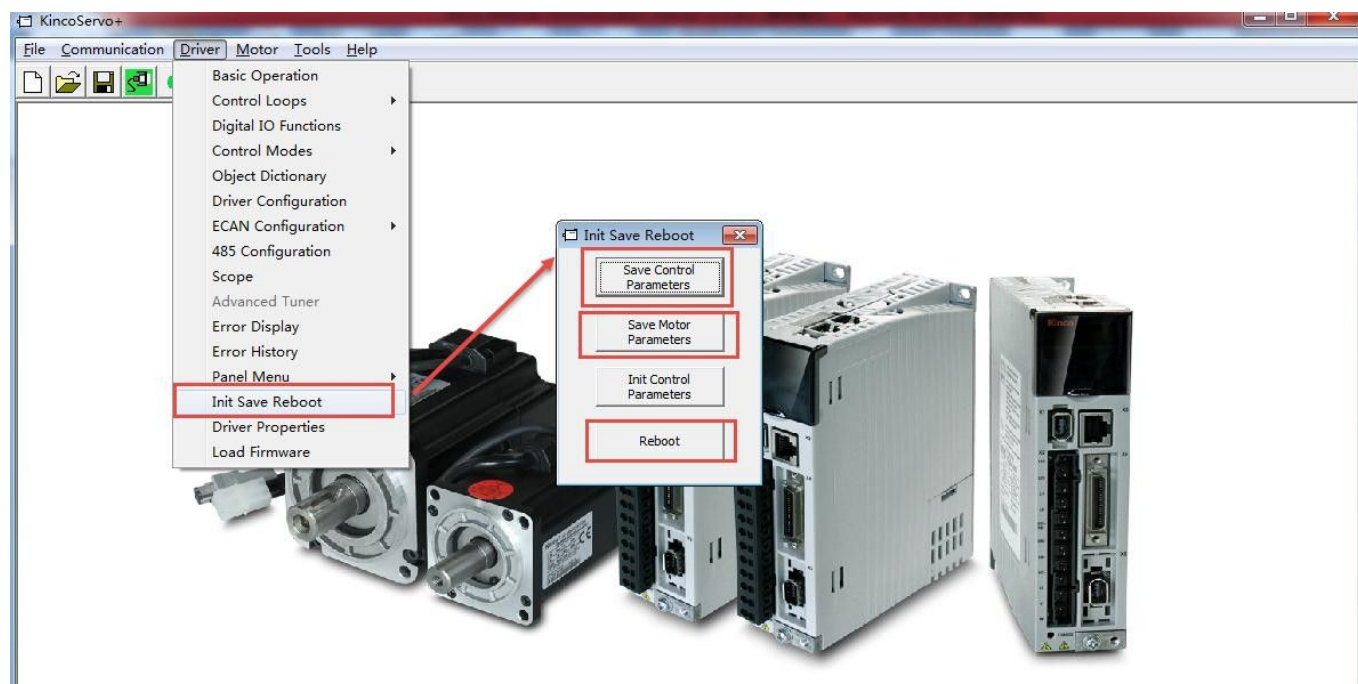 KincoServo+
File Communication Driver Motor Tools Help
Basic Operation
Control Loops
Digital IO Functions
Control Modes
Object Dictionary
Driver Configuration
ECAN Configuration
485 Configuration
Scope
Advanced Tuner
Error Display
Error History
Panel Menu
Init Save Reboot
Driver Properties
Load Firmware
Init Save Reboot
Save Control
Parameters
Save Motor
Parameters
Init Control
Parameters
Reboot
Kinco